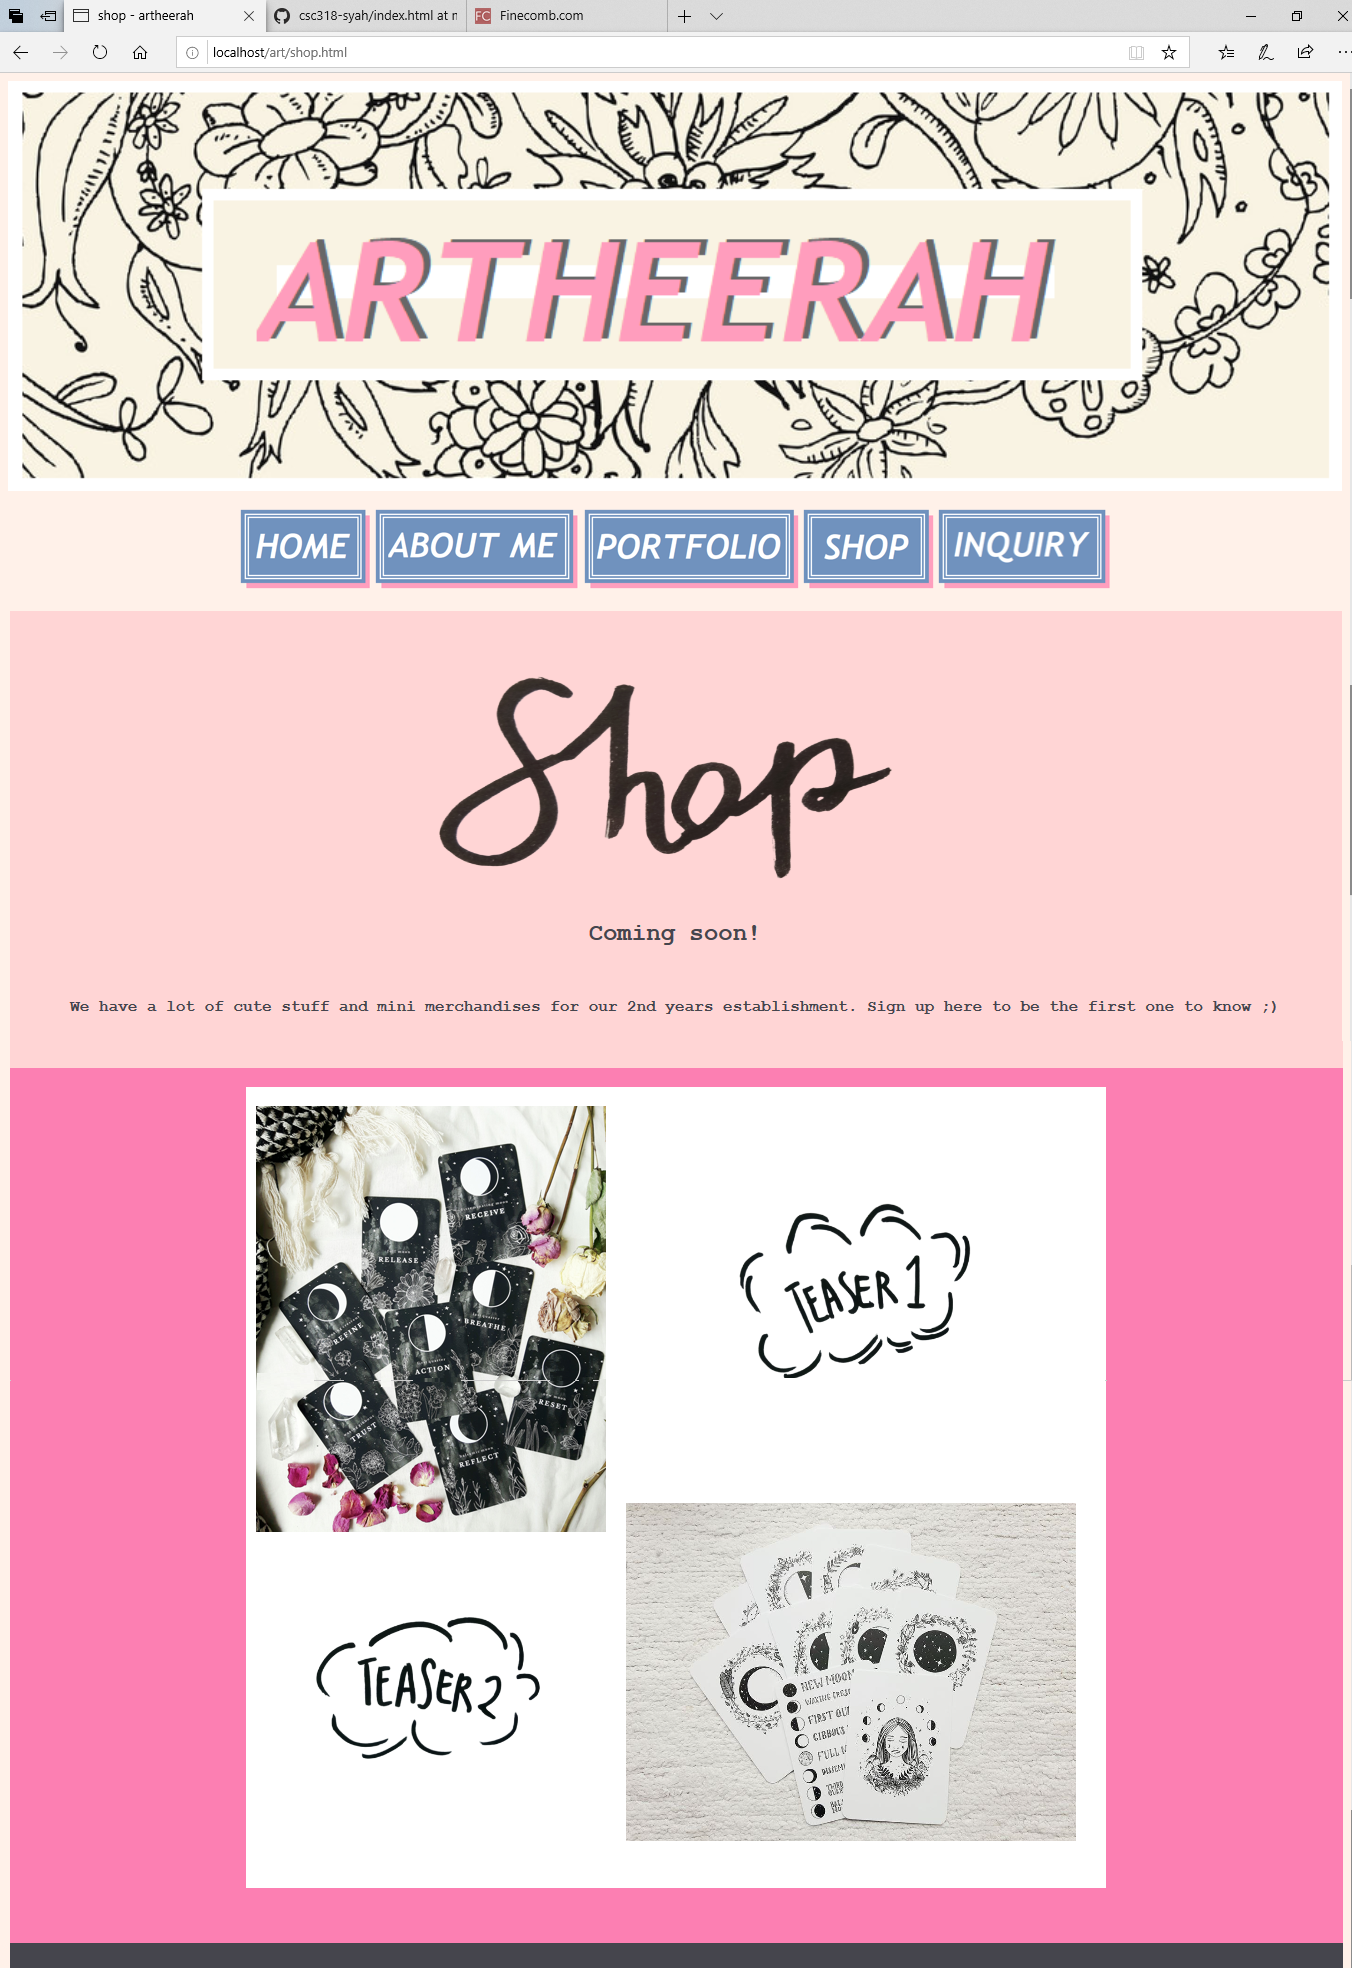 shop - artheerah
csc318-syah/index.html at r
FC Finecomb.com
localhost/art/shop.html
ARTHEERAH
HOME
ABOUT ME
PORTFOLIO
SHOP
INQUIRY
Shop
Coming soon!
We have a lot of cute stuff and mini merchandises for our 2nd years establishment. Sign up here to be the first one to know ;)
RECEIVE
RELEASE
REFINE
BREATHE
ACTION
RESET
TRUST
REFLECT
TEASER 1
TEASER 2
NEW MOON
FIRST QU
GIBBOUS
FULL